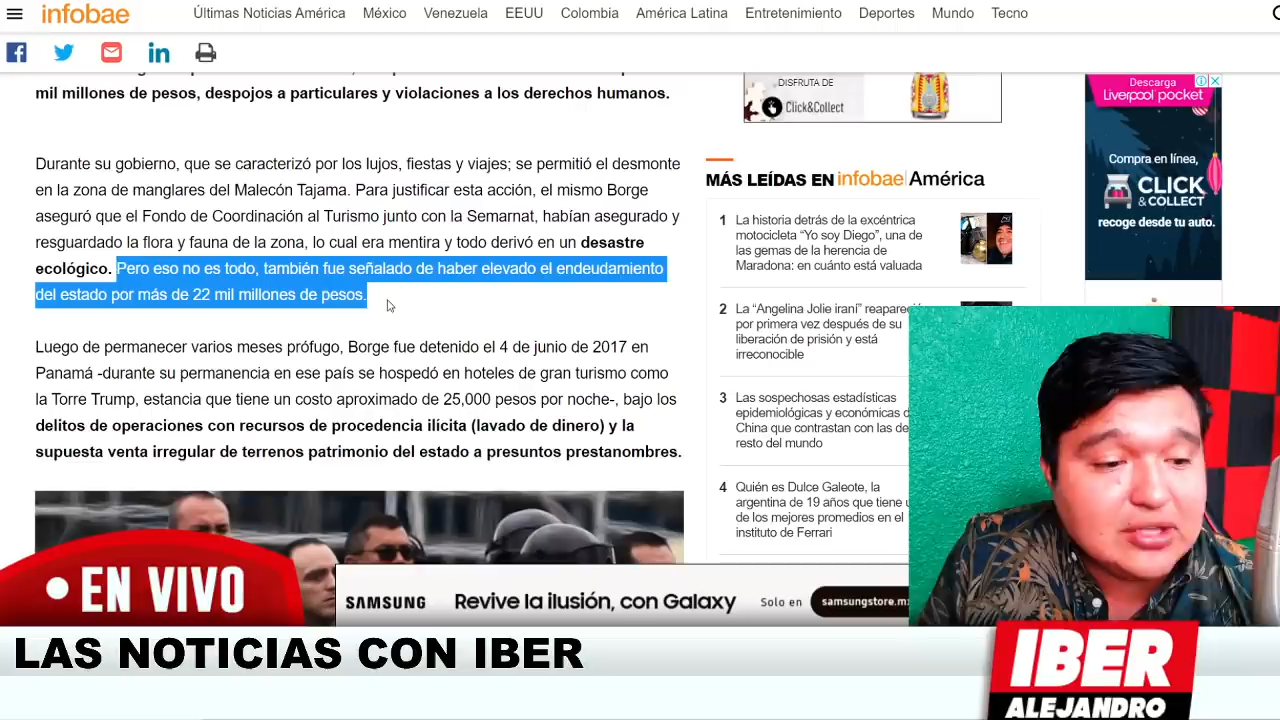 infobae
Últimas Noticias América México Venezuela EEUU Colombia América Latina Entretenimiento Deportes Mundo Tecno
mil millones de pesos, despojos a particulares y violaciones a los derechos humanos.
Durante su gobierno, que se caracterizó por los lujos, fiestas y viajes; se permitió el desmonte
en la zona de manglares del Malecón Tajama. Para justificar esta acción, el mismo Borge
aseguró que el Fondo de Coordinación al Turismo junto con la Semarnat, habían asegurado y
resguardado la flora y fauna de la zona, lo cual era mentira y todo derivó en un desastre
ecológico. Pero eso no es todo, también fue señalado de haber elevado el endeudamiento
del estado por más de 22 mil millones de pesos.
Luego de permanecer varios meses prófugo, Borge fue detenido el 4 de junio de 2017 en
Panamá -durante su permanencia en ese país se hospedó en hoteles de gran turismo como
la Torre Trump, estancia que tiene un costo aproximado de 25,000 pesos por noche-, bajo los
delitos de operaciones con recursos de procedencia ilícita (lavado de dinero) y la
supuesta venta irregular de terrenos patrimonio del estado a presuntos prestanombres.
DISFRUTA DE
Click&Collect
MÁS LEÍDAS EN infobae América
1 La historia detrás de la excéntrica
motocicleta “Yo soy Diego”, una de
las gemas de la herencia de
Maradona: en cuánto está valuada
2 La “Angelina Jolie iraní” reapareció
por primera vez después de su
liberación de prisión y está
irreconocible
3 Las sospechosas estadísticas
epidemiológicas y económicas d
China que contrastan con las de
resto del mundo
4 Quién es Dulce Galeote, la
argentina de 19 años que tiene u
de los mejores promedios en el
instituto de Ferrari
Descarga
Liverpool pocket
Compra en línea,
CLICK
& COLLECT
recoge desde tu auto.
SAMSUNG Revive la ilusión, con Galaxy Solo en samsungstore.m
• EN VIVO
LAS NOTICIAS CON IBER
IBER
ALEJANDRO